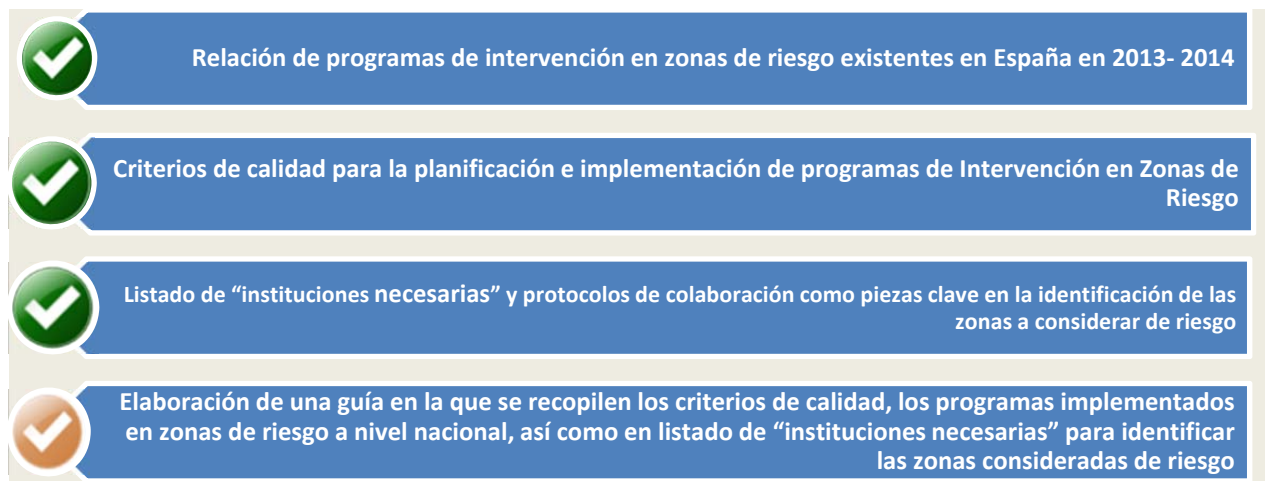 Relación de programas de intervención en zonas de riesgo existentes en España en 2013- 2014
Criterios de calidad para la planificación e implementación de programas de Intervención en Zonas de
Riesgo
Listado de “instituciones necesarias” y protocolos de colaboración como piezas clave en la identificación de las
zonas a considerar de riesgo
Elaboración de una guía en la que se recopilen los criterios de calidad, los programas implementados
en zonas de riesgo a nivel nacional, así como en listado de “instituciones necesarias” para identificar
las zonas consideradas de riesgo